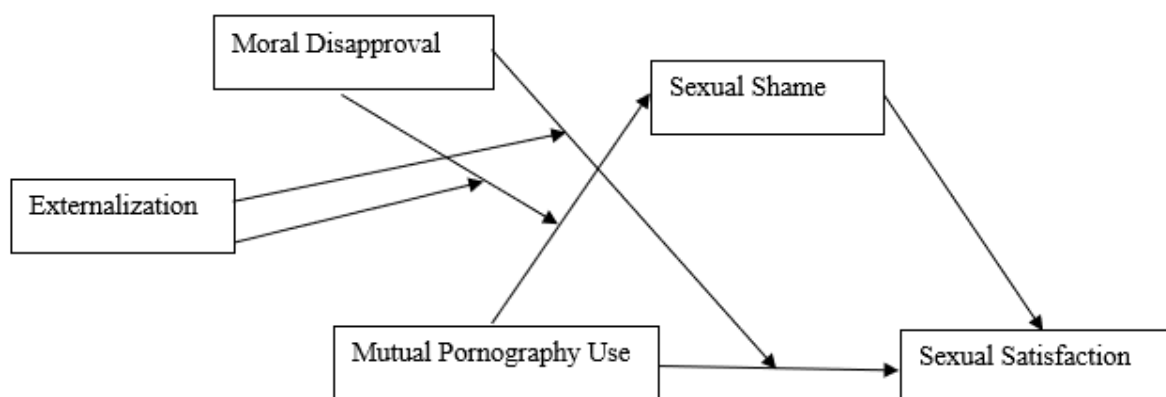 Moral Disapproval
Sexual Shame
Externalization
Mutual Pornography Use
Sexual Satisfaction